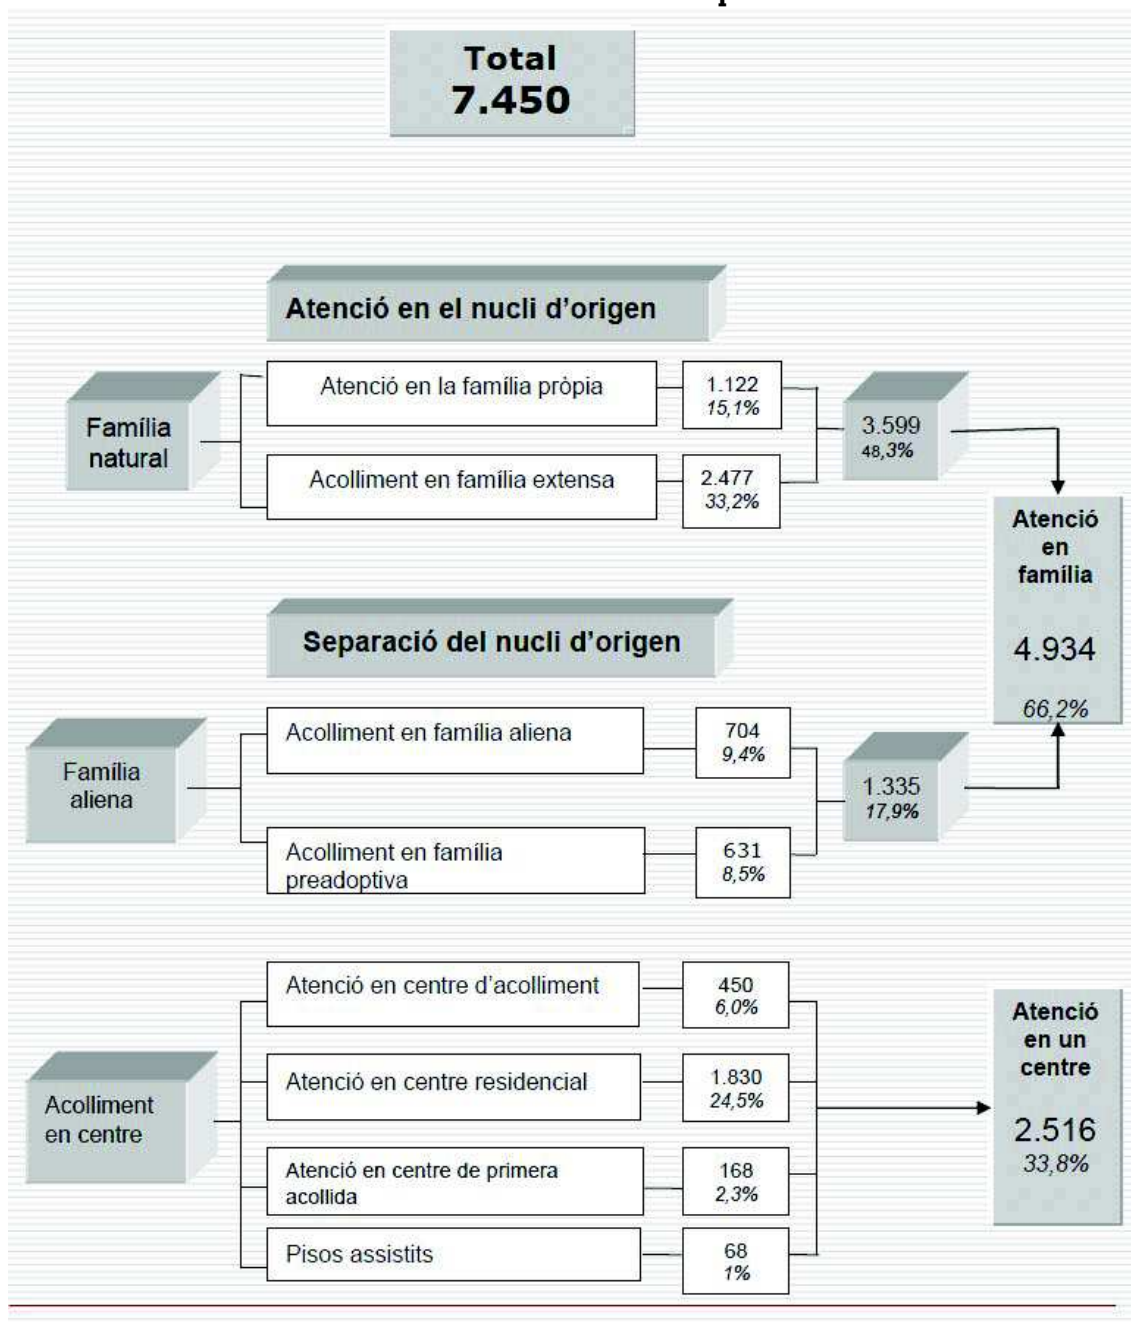 Total
7.450
Atenció en el nucli d'origen
Família
natural
Atenció en la família pròpia
1.122
15,1%
Acolliment en família extensa
2.477
33,2%
3.599
48,3%
Atenció
en
família
4.934
66,2%
Separació del nucli d'origen
Família
aliena
Acolliment en família aliena
704
9,4%
Acolliment en família
preadoptiva
631
8,5%
1.335
17,9%
Acolliment
en centre
Atenció en centre d'acolliment
450
6,0%
Atenció en centre residencial
1.830
24,5%
Atenció en centre de primera
acollida
168
2,3%
Pisos assistits
68
1%
Atenció
en un
centre
2.516
33,8%